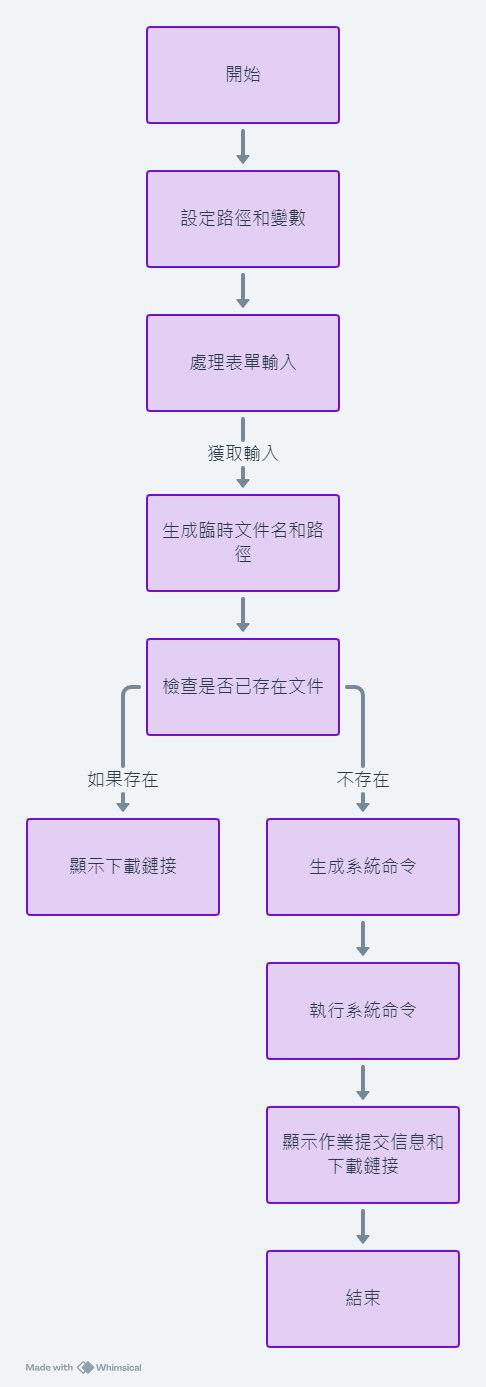 開始
設定路徑和變數
處理表單輸入
獲取輸入
生成臨時文件名和路
徑
檢查是否已存在文件
如果存在
不存在
顯示下載鏈接
生成系統命令
執行系統命令
顯示作業提交信息和
下載鏈接
結束
Made with Whimsical